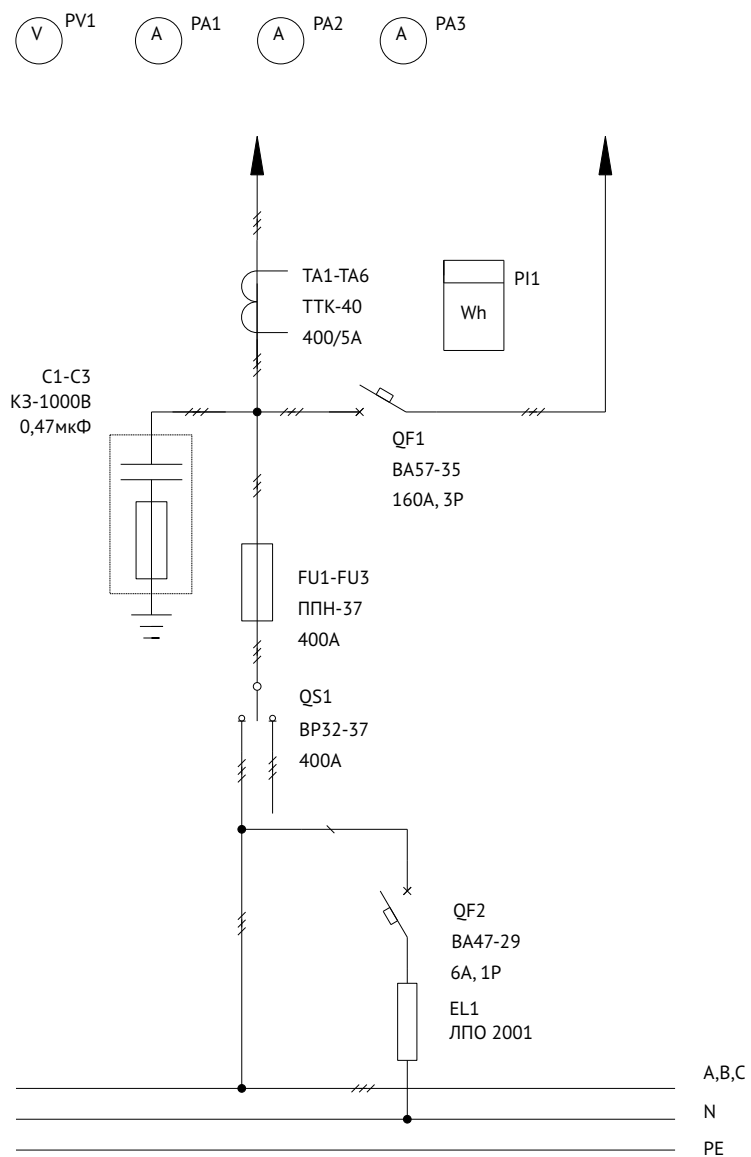 V PV1 A PA1 A PA2 A PA3
TA1-TA6
ТТК-40
400/5А
PI1
Wh
С1-С3
КЗ-1000В
0,47мкФ
QF1
ВА57-35
160А, 3Р
FU1-FU3
ППН-37
400А
QS1
ВР32-37
400А
QF2
ВА47-29
6А, 1Р
EL1
ЛПО 2001
A,B,C
N
PE